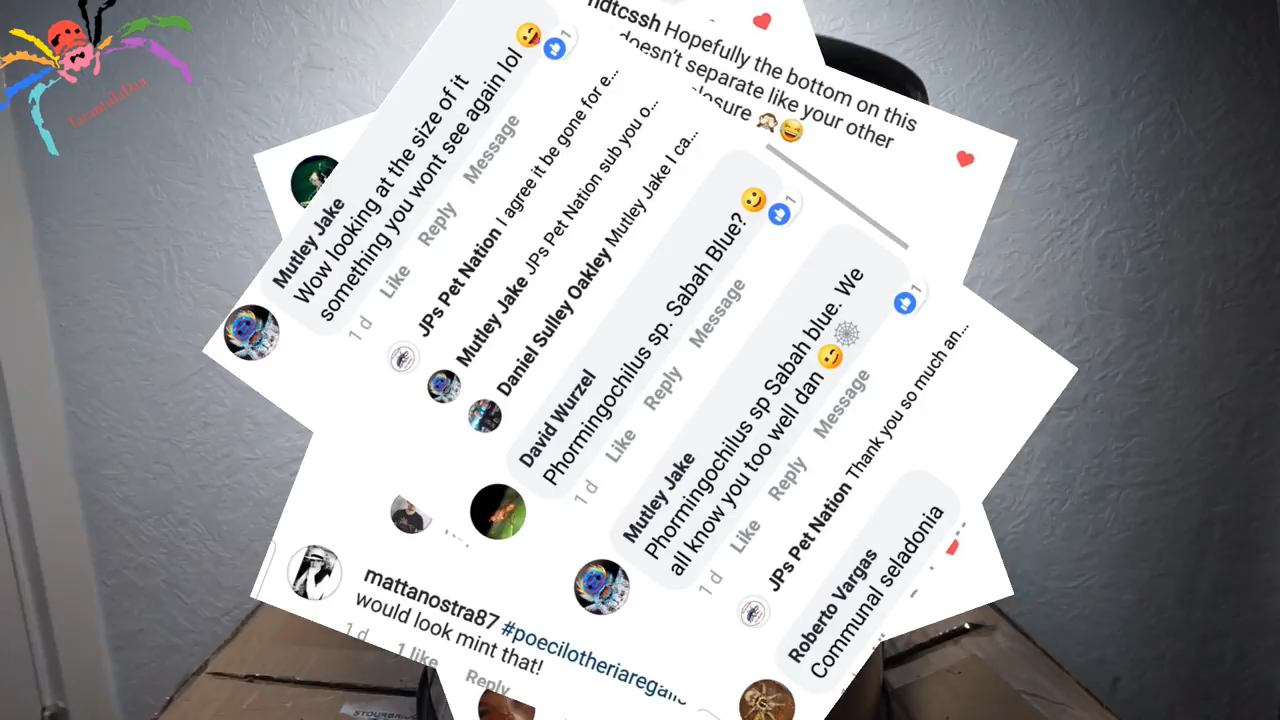 TarantulaDan
ndtcssh Hopefully the bottom on this
doesn't separate like your other
closure 🙊😅
Mutley Jake
Wow looking at the size of it
something you wont see again lol 😜
1
1 d Like Reply Message
JPs Pet Nation I agree it be gone for e...
Mutley Jake JPs Pet Nation sub you o...
Daniel Sulley Oakley Mutley Jake I ca...
David Wurzel
Phormingochilus sp. Sabah Blue? 🙂
1
1 d Like Reply Message
Mutley Jake
Phormingochilus sp Sabah blue. We
all know you too well dan 😉 🕸
1
1 d Like Reply Message
JPs Pet Nation Thank you so much an...
Roberto Vargas
Communal seladonia
mattanostra87 #poecilotheriaregalis
would look mint that!
1 d 1 like Reply